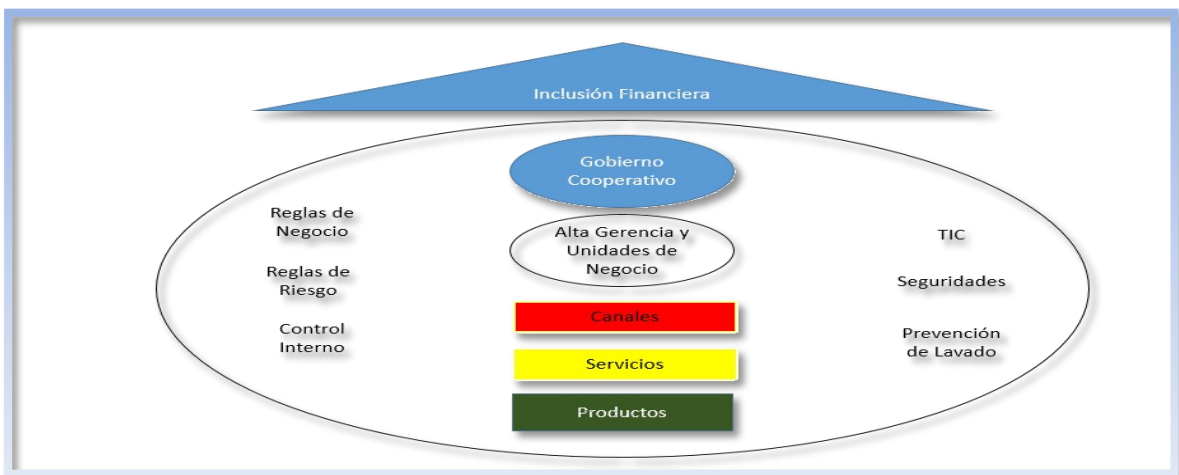 Inclusión Financiera
Gobierno
Cooperativo
Reglas de
Negocio
Alta Gerencia y
Unidades de
Negocio
TIC
Reglas de
Riesgo
Seguridades
Canales
Control
Interno
Prevención
de Lavado
Servicios
Productos